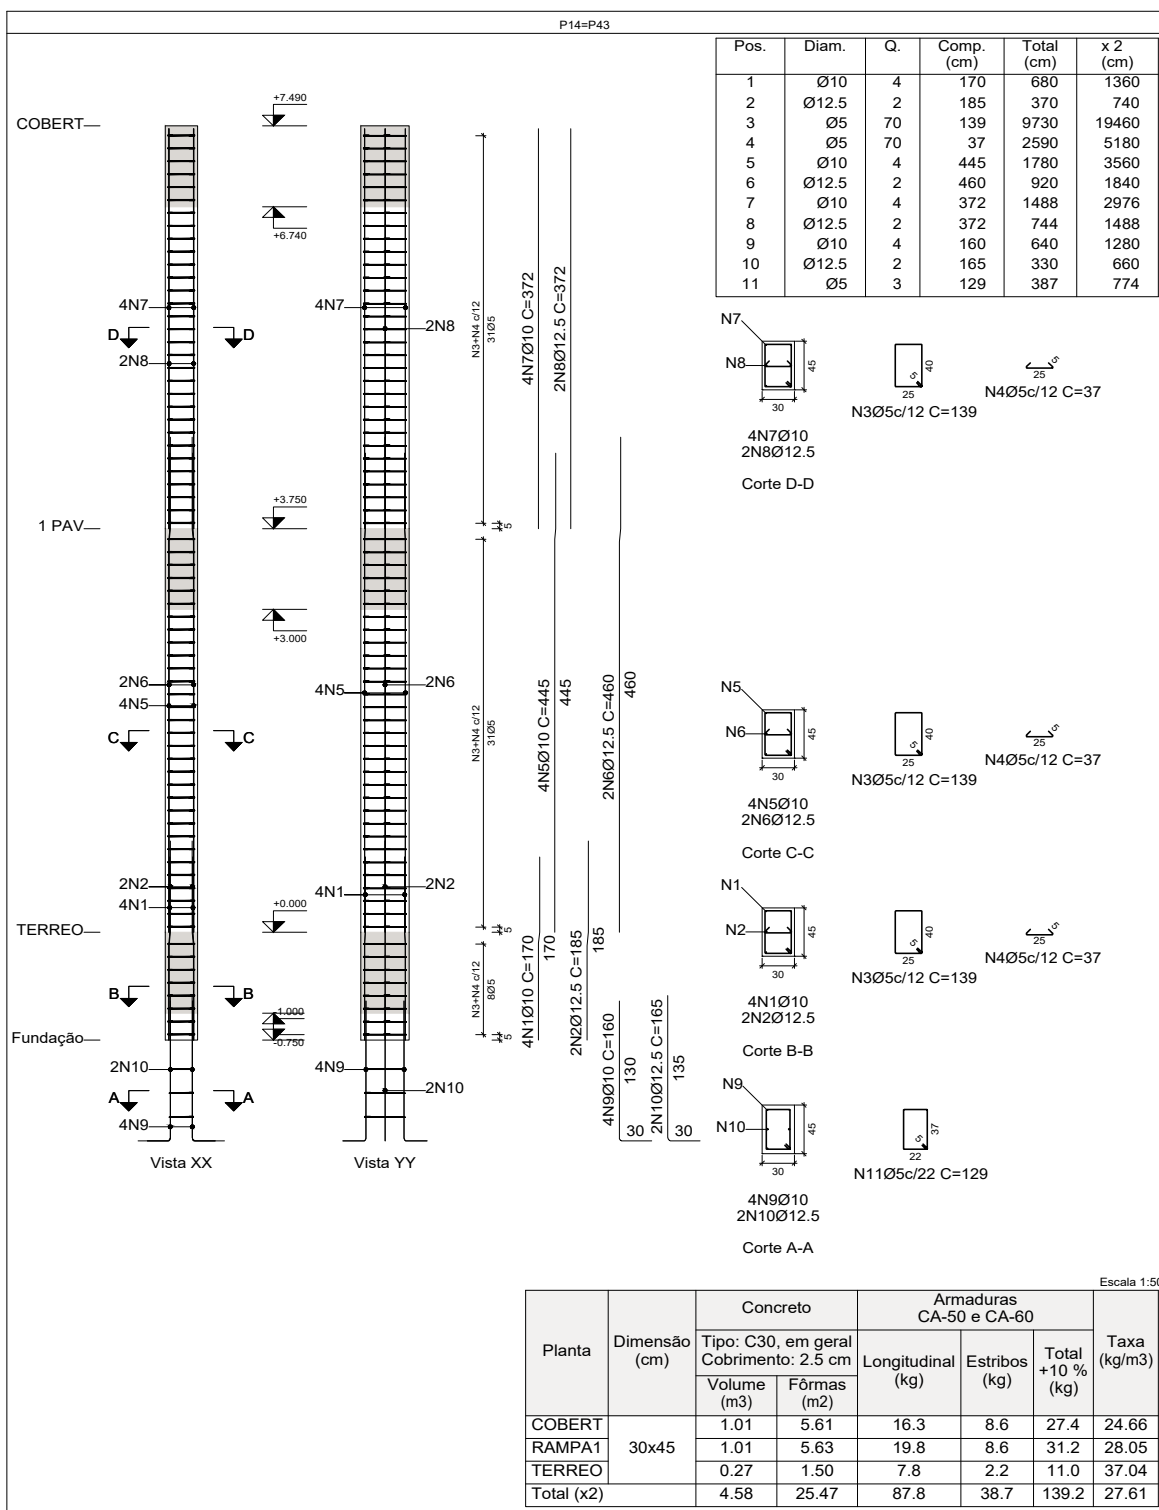 P14=P43
Pos. Diam. Q. Comp. (cm) Total (cm) x 2 (cm)
1 Ø10 4 170 680 1360
2 Ø12.5 2 185 370 740
3 Ø5 70 139 9730 19460
4 Ø5 70 37 2590 5180
5 Ø10 4 445 1780 3560
6 Ø12.5 2 460 920 1840
7 Ø10 4 372 1488 2976
8 Ø12.5 2 372 744 1488
9 Ø10 4 160 640 1280
10 Ø12.5 2 165 330 660
11 Ø5 3 129 387 774
COBERT
+7.490
+6.740
4N7
D D
2N8
4N7
2N8
N3+N4 c/12
31Ø5
4N7Ø10 C=372
2N8Ø12.5 C=372
1 PAV
+3.750
5
+3.000
2N6
4N5
C C
4N5
2N6
N3+N4 c/12
31Ø5
4N5Ø10 C=445
445
2N6Ø12.5 C=460
460
2N2
4N1
4N1
2N2
TERREO
+0.000
5
B B
N3+N4 c/12
8Ø5
4N1Ø10 C=170
170
2N2Ø12.5 C=185
185
-1.000
Fundação
-0.750
5
2N10
4N9
2N10
A A
4N9
4N9Ø10 C=160
130
30
2N10Ø12.5 C=165
135
30
Vista XX
Vista YY
N7
N8
45
30
4N7Ø10
2N8Ø12.5
Corte D-D
5
40
25
N3Ø5c/12 C=139
5
25
N4Ø5c/12 C=37
N5
N6
45
30
4N5Ø10
2N6Ø12.5
Corte C-C
5
40
25
N3Ø5c/12 C=139
5
25
N4Ø5c/12 C=37
N1
N2
45
30
4N1Ø10
2N2Ø12.5
Corte B-B
5
40
25
N3Ø5c/12 C=139
5
25
N4Ø5c/12 C=37
N9
N10
45
30
4N9Ø10
2N10Ø12.5
Corte A-A
5
37
22
N11Ø5c/22 C=129
Escala 1:50
Planta
Dimensão (cm)
Concreto
Tipo: C30, em geral
Cobrimento: 2.5 cm
Volume (m3)
Fôrmas (m2)
Armaduras
CA-50 e CA-60
Longitudinal (kg)
Estribos (kg)
Total +10 % (kg)
Taxa (kg/m3)
COBERT 30x45 1.01 5.61 16.3 8.6 27.4 24.66
RAMPA1 1.01 5.63 19.8 8.6 31.2 28.05
TERREO 0.27 1.50 7.8 2.2 11.0 37.04
Total (x2) 4.58 25.47 87.8 38.7 139.2 27.61